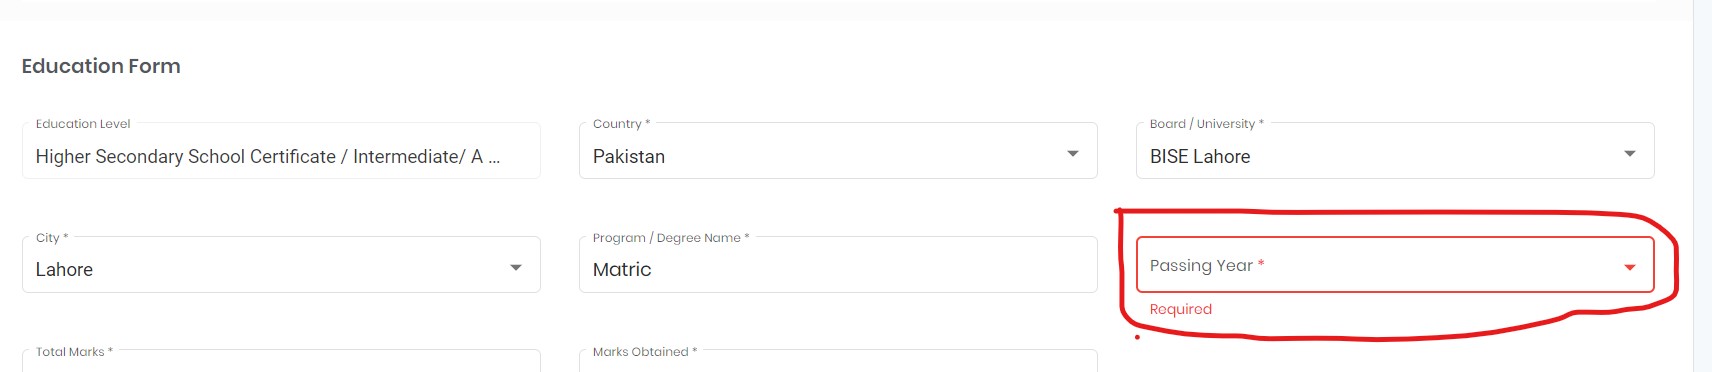 Education Form
Education Level
Country *
Board / University *
Higher Secondary School Certificate / Intermediate/ A ...
Pakistan
BISE Lahore
City *
Program / Degree Name *
Lahore
Matric
Passing Year *
Required
Total Marks *
Marks Obtained *